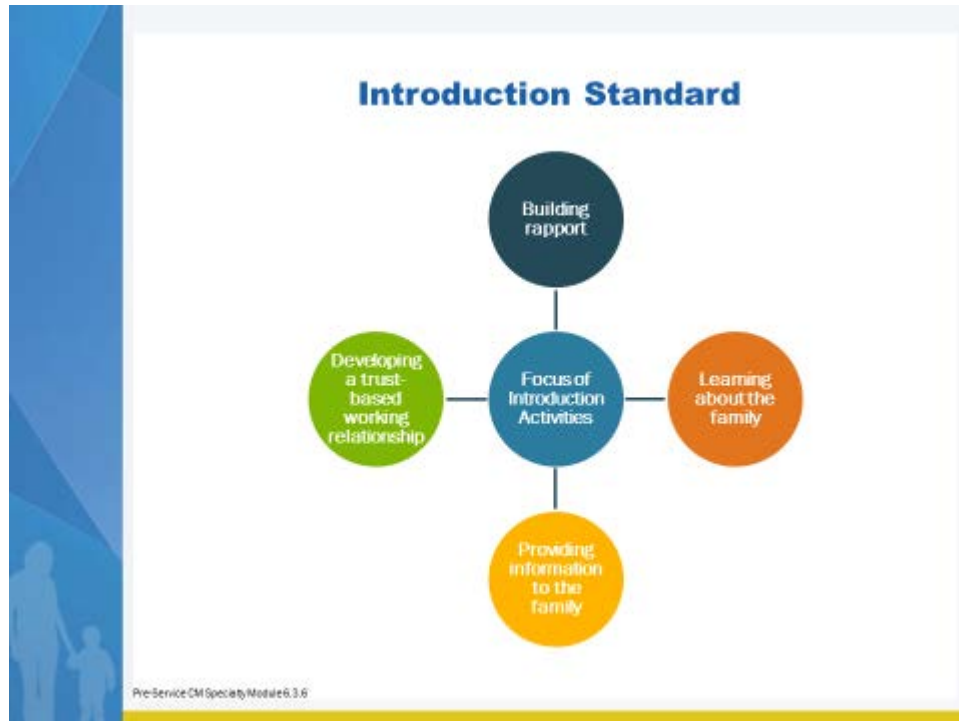 Introduction Standard
Building
rapport
Developing
a trust-
based
working
relationship
Focus of
Introduction
Activities
Learning
about the
family
Providing
information
to the
family
Pre-Service CM Specialty Module 6.3.6